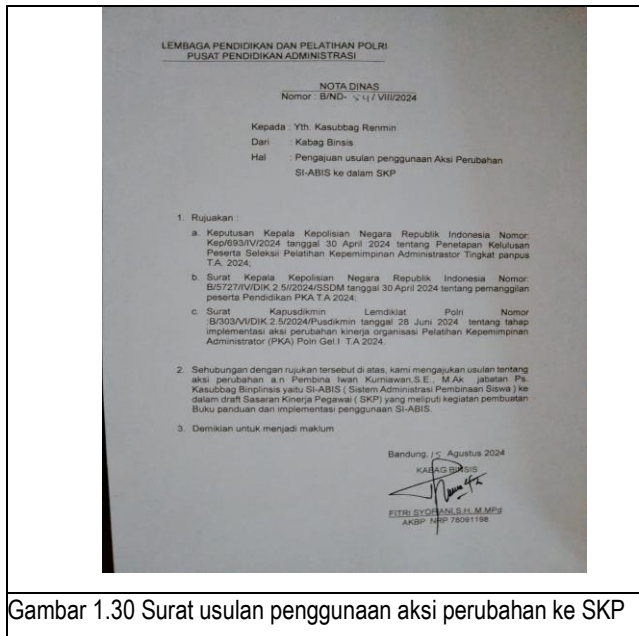 LEMBAGA PENDIDIKAN DAN PELATIHAN POLRI
PUSAT PENDIDIKAN ADMINISTRASI
NOTA DINAS
Nomor : B/ND- 54/ VIII/2024
Kepada : Yth. Kasubbag Renmin
Dari : Kabag Binsis
Hal : Pengajuan usulan penggunaan Aksi Perubahan
SI-ABIS ke dalam SKP
1. Rujukan :
a. Keputusan Kepala Kepolisian Negara Republik Indonesia Nomor:
Kep/693/IV/2024 tanggal 30 April 2024 tentang Penetapan Kelulusan
Peserta Seleksi Pelatihan Kepemimpinan Administrastor Tingkat panpus
T.A. 2024;
b. Surat Kepala Kepolisian Negara Republik Indonesia Nomor:
B/5727/IV/DIK.2.5//2024/SSDM tanggal 30 April 2024 tentang pemanggilan
peserta Pendidikan PKA T.A 2024;
c. Surat Kapusdikmin Lemdiklat Polri Nomor
:B/303/VI/DIK.2.5/2024/Pusdikmin tanggal 28 Juni 2024 tentang tahap
implementasi aksi perubahan kinerja organisasi Pelatihan Kepemimpinan
Administrator (PKA) Polri Gel.I T.A 2024.
2. Sehubungan dengan rujukan tersebut di atas, kami mengajukan usulan tentang
aksi perubahan a.n Pembina Iwan Kurniawan,S.E., M.Ak jabatan Ps.
Kasubbag Binplinsis yaitu SI-ABIS ( Sistem Administrasi Pembinaan Siswa ) ke
dalam draft Sasaran Kinerja Pegawai ( SKP) yang meliputi kegiatan pembuatan
Buku panduan dan implementasi penggunaan SI-ABIS.
3. Demikian untuk menjadi maklum
Bandung, 15 Agustus 2024
KABAG BINSIS
FITRI SYOFIANI,S.H.,M.MPd
AKBP NRP 78091198
Gambar 1.30 Surat usulan penggunaan aksi perubahan ke SKP